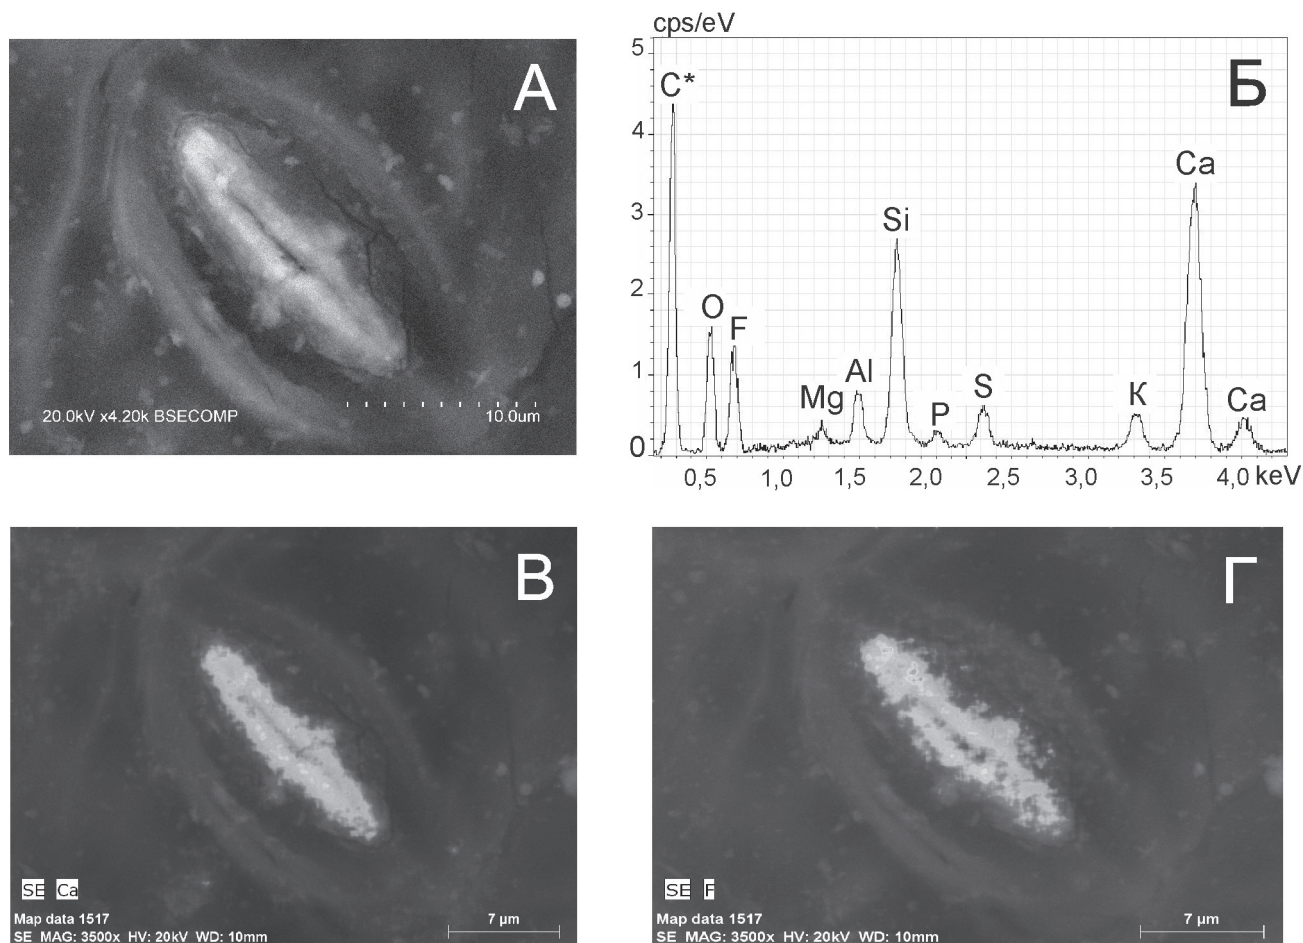 А
20.0kV x4.20k BSECOMP
10.0um
cps/eV
Б
5
4
3
2
1
0
C*
O
F
Mg
Al
Si
P
S
K
Ca
Ca
0,5
1,0
1,5
2,0
2,5
3,0
3,5
4,0
keV
В
SE Ca
Map data 1517
SE MAG: 3500x HV: 20kV WD: 10mm
7 µm
Г
SE F
Map data 1517
SE MAG: 3500x HV: 20kV WD: 10mm
7 µm